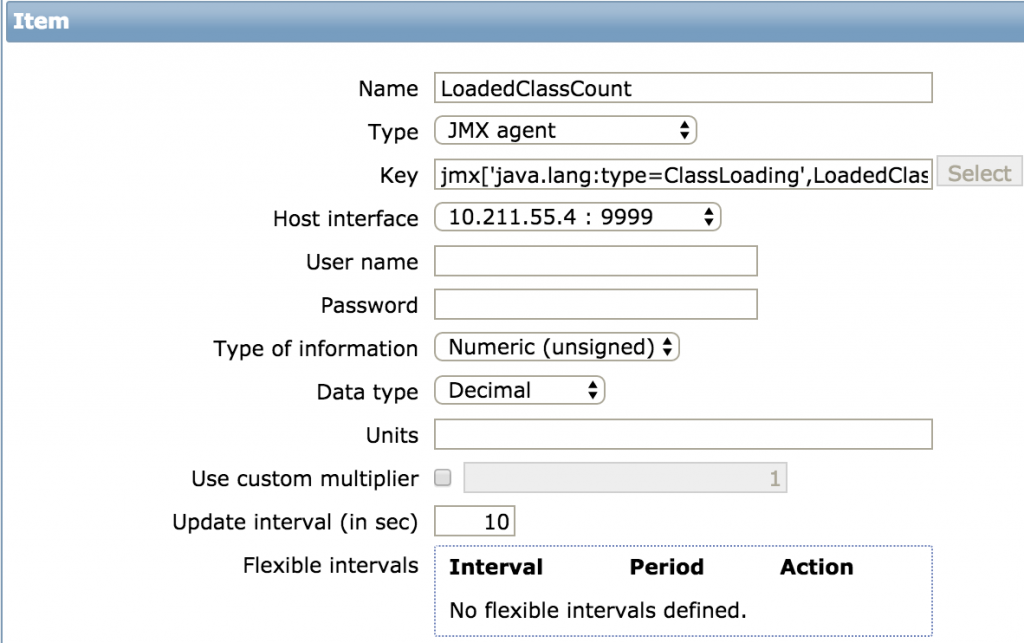 Item
Name LoadedClassCount
Type JMX agent
Key jmx['java.lang:type=ClassLoading',LoadedClas Select
Host interface 10.211.55.4 : 9999
User name
Password
Type of information Numeric (unsigned)
Data type Decimal
Units
Use custom multiplier 1
Update interval (in sec) 10
Flexible intervals Interval Period Action
No flexible intervals defined.